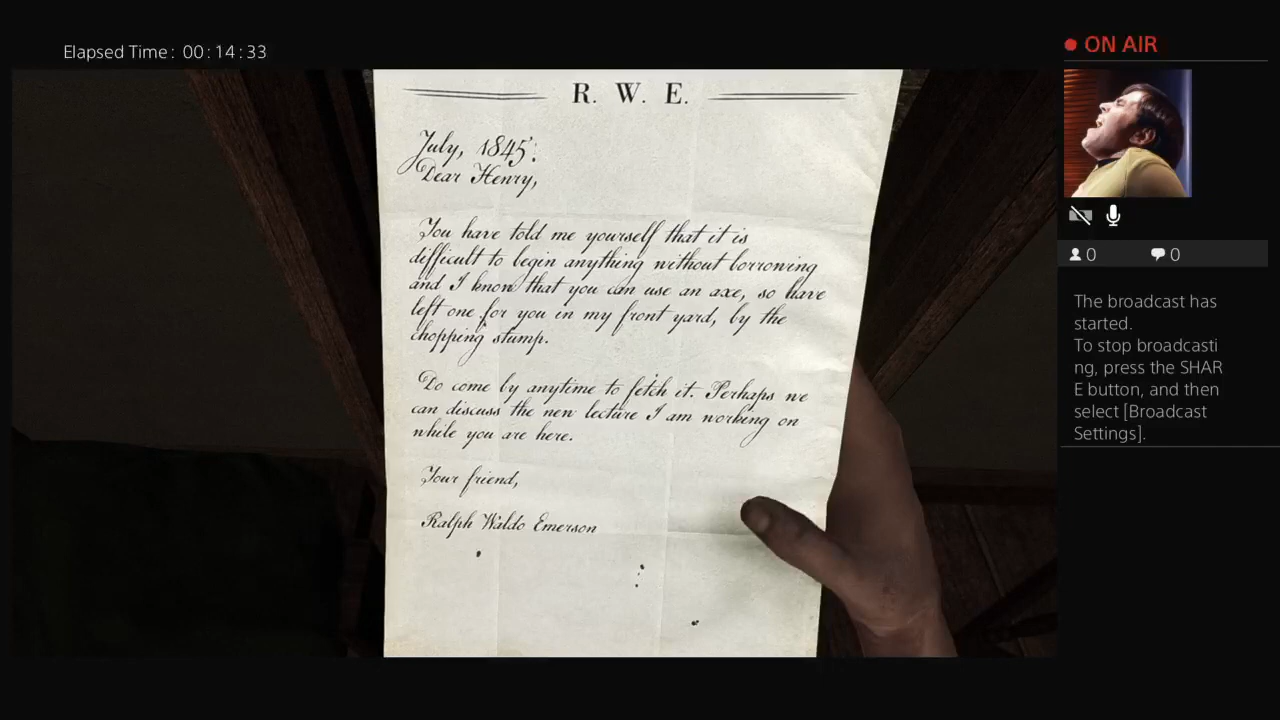 Elapsed Time: 00:14:33
ON AIR
R. W. E.
July, 1845:
Dear Henry,
You have told me yourself that it is
difficult to begin anything without borrowing
and I know that you can use an axe, so have
left one for you in my front yard, by the
chopping stump.
Do come by anytime to fetch it. Perhaps we
can discuss the new lecture I am working on
while you are here.
Your friend,
Ralph Waldo Emerson
0
0
The broadcast has
started.
To stop broadcasti
ng, press the SHAR
E button, and then
select [Broadcast
Settings].